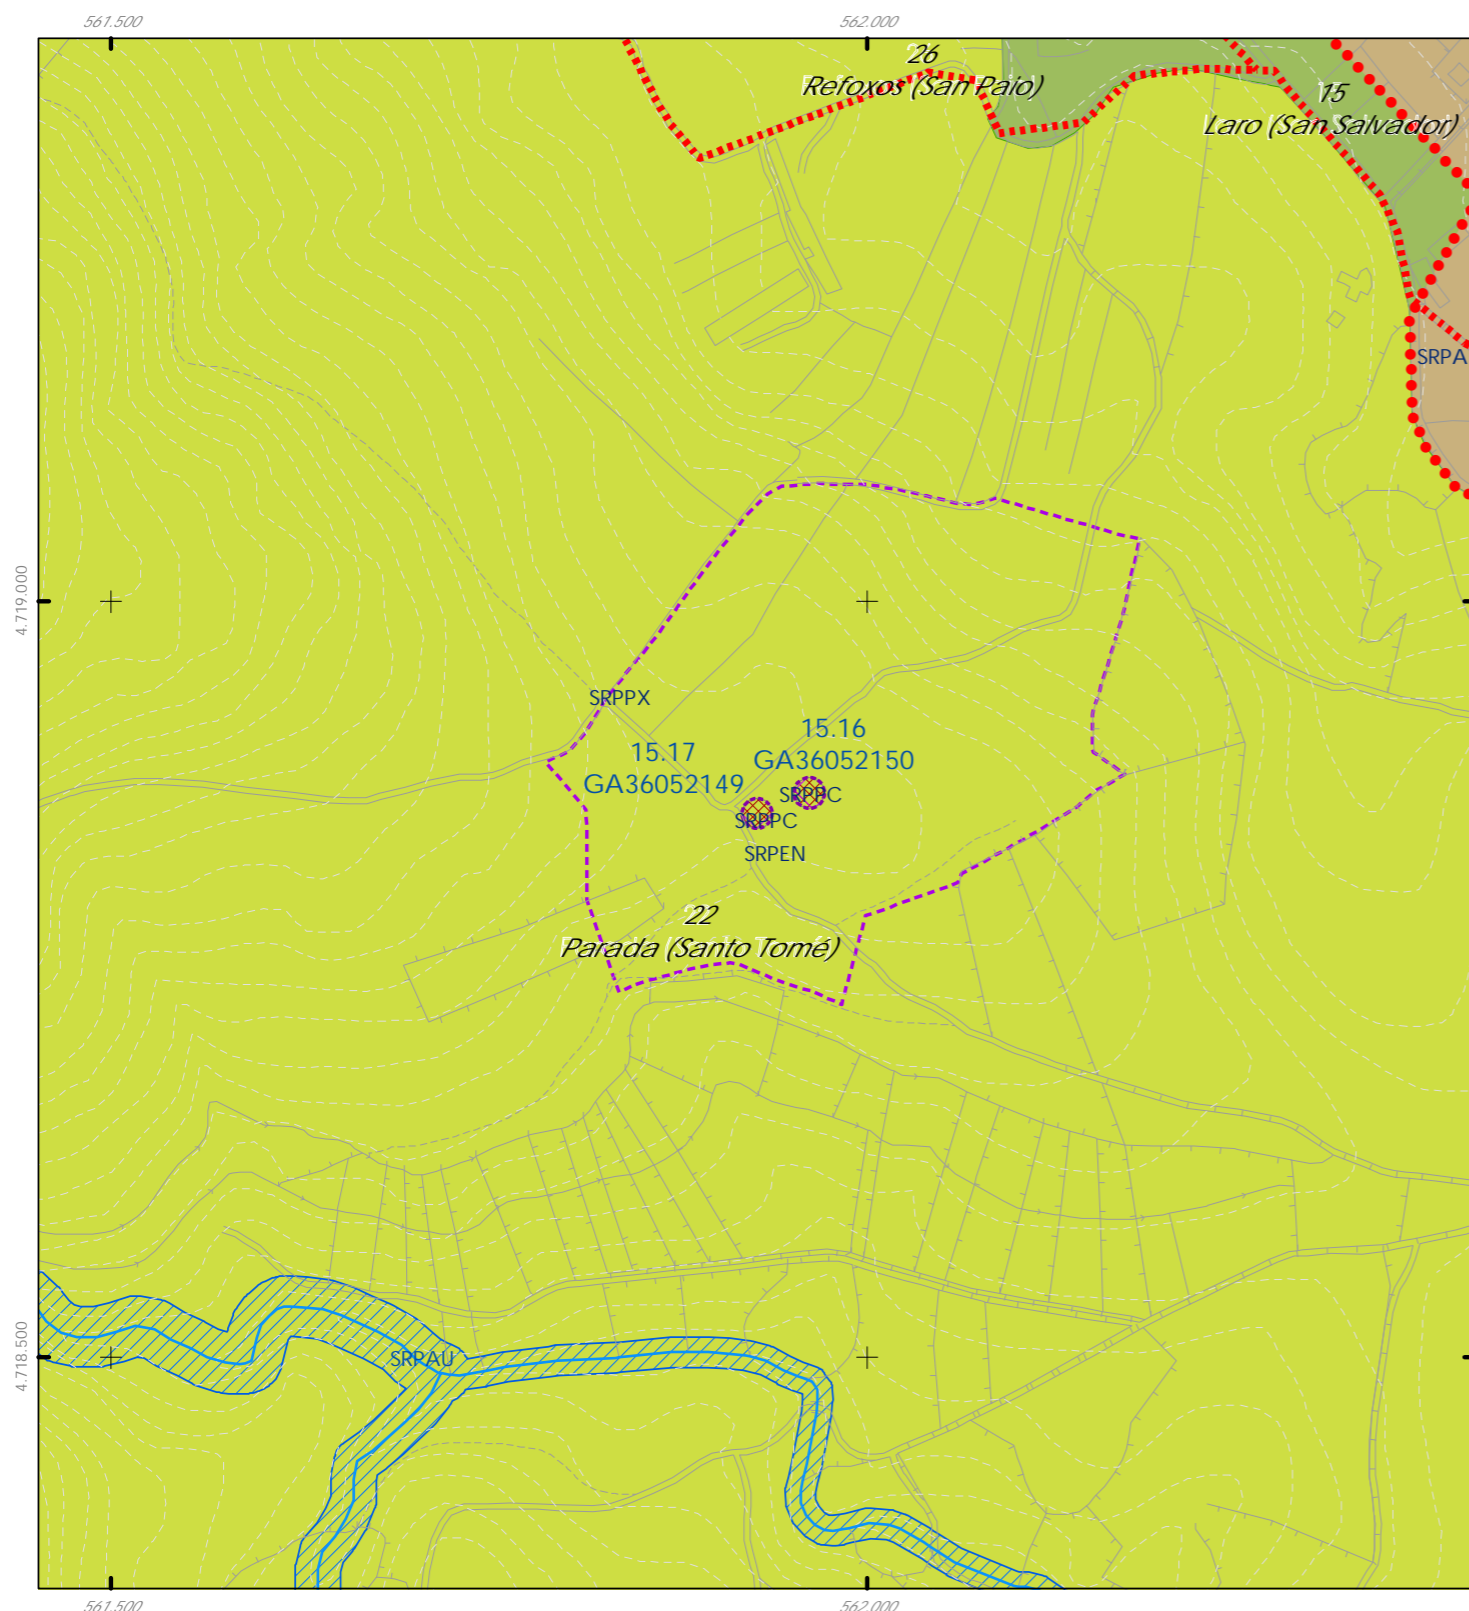 561.500
562.000
26
Refoxos (San Paio)
15
Laro (San Salvador)
SRPA
4.719.000
SRPPX
15.16
GA36052150
15.17
GA36052149
SRPPC
SRPPC
SRPEN
22
Parada (Santo Tomé)
4.718.500
SRPAU
561.500
562.000